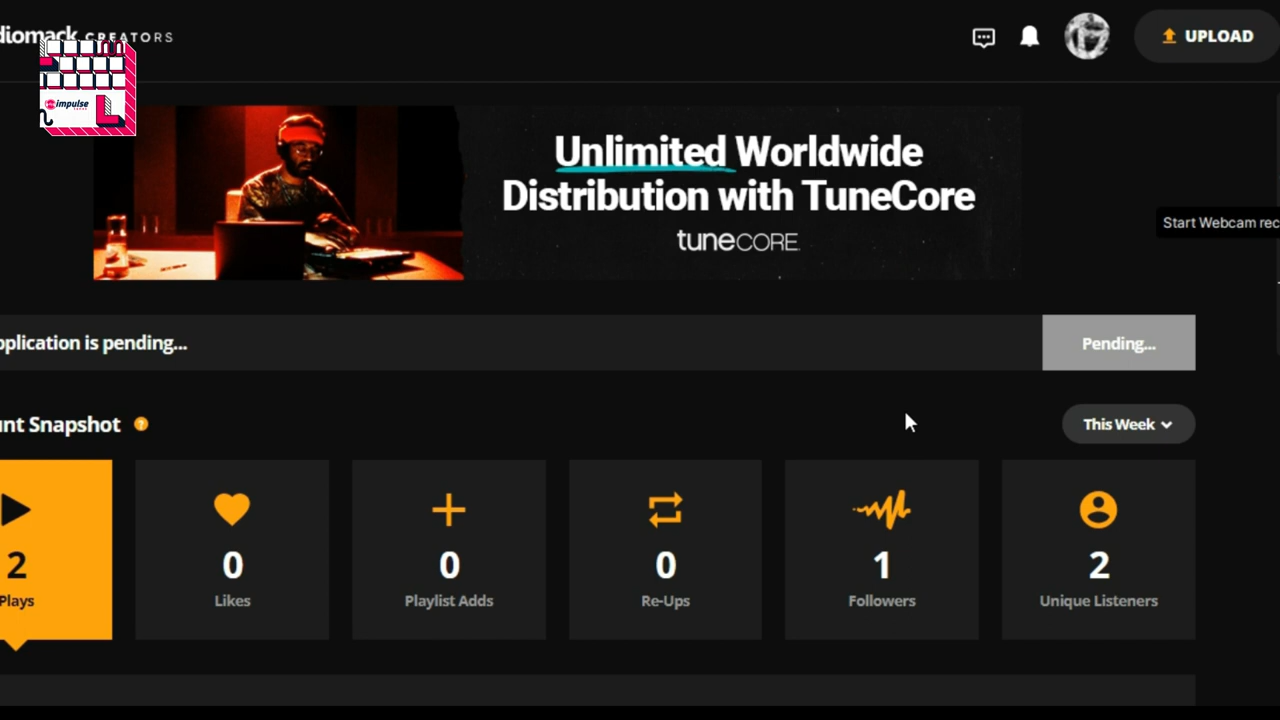 diomack CREATORS
UPLOAD
impulse
Unlimited Worldwide
Distribution with TuneCore
tuneCORE
Start Webcam rec
pplication is pending...
Pending...
nt Snapshot
?
This Week
2
0
0
0
1
2
Plays
Likes
Playlist Adds
Re-Ups
Followers
Unique Listeners